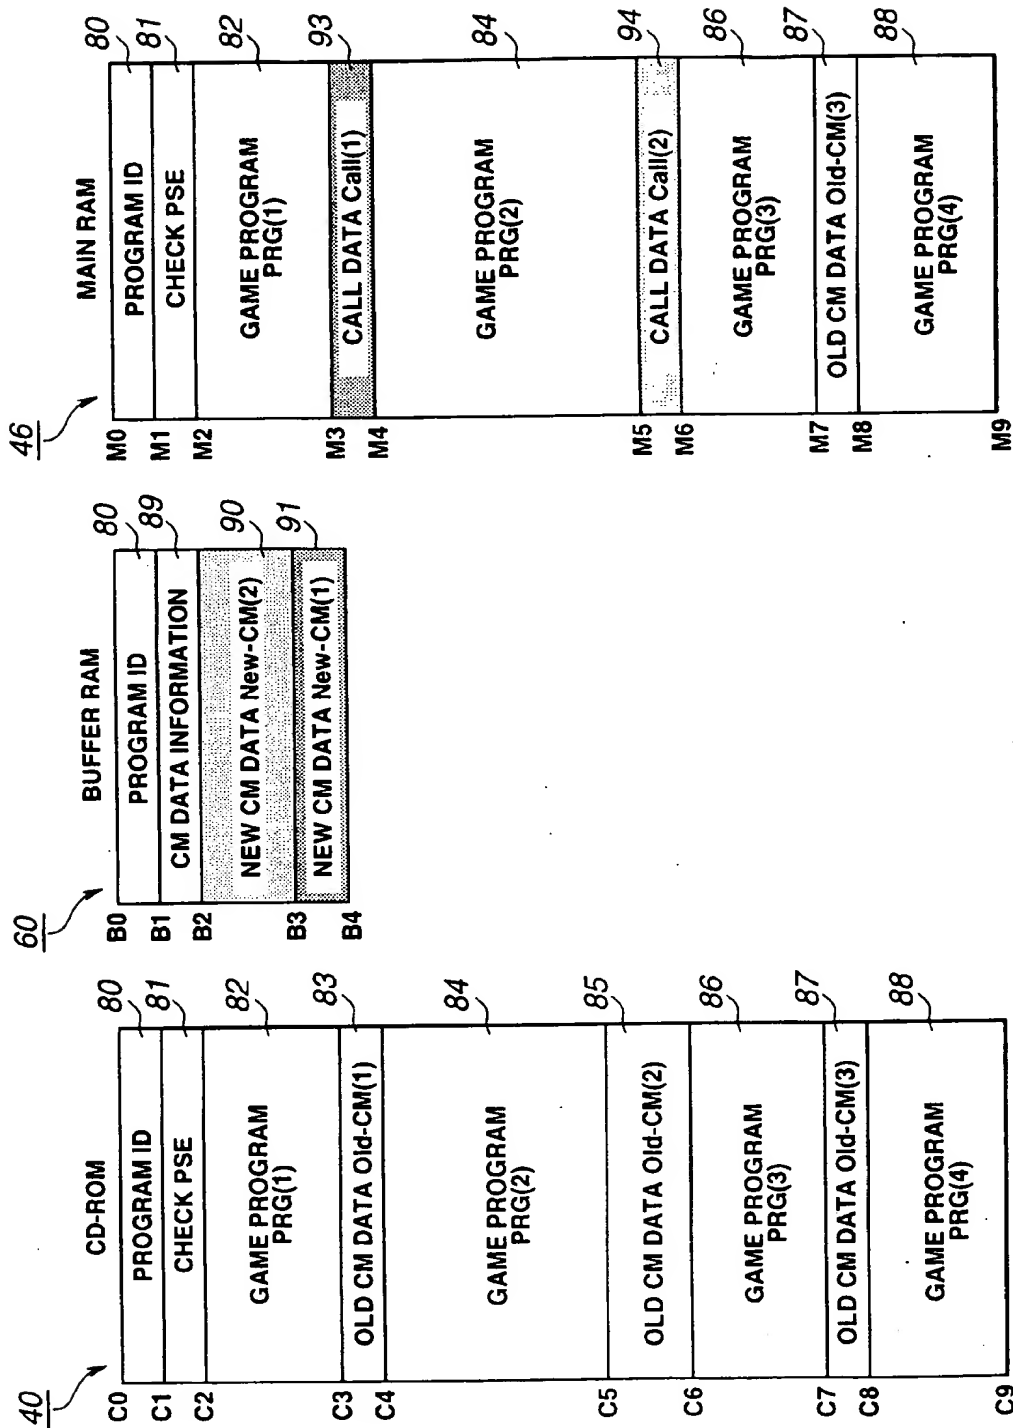 40
CD-ROM
C0
PROGRAM ID
80
C1
CHECK PSE
81
C2
GAME PROGRAM
PRG(1)
82
C3
OLD CM DATA Old-CM(1)
83
C4
GAME PROGRAM
PRG(2)
84
C5
OLD CM DATA Old-CM(2)
85
C6
GAME PROGRAM
PRG(3)
86
C7
OLD CM DATA Old-CM(3)
87
C8
GAME PROGRAM
PRG(4)
88
C9
60
BUFFER RAM
B0
PROGRAM ID
80
B1
CM DATA INFORMATION
89
B2
NEW CM DATA New-CM(2)
90
B3
NEW CM DATA New-CM(1)
91
B4
46
MAIN RAM
M0
PROGRAM ID
80
M1
CHECK PSE
81
M2
GAME PROGRAM
PRG(1)
82
M3
CALL DATA Call(1)
93
M4
GAME PROGRAM
PRG(2)
84
M5
CALL DATA Call(2)
94
M6
GAME PROGRAM
PRG(3)
86
M7
OLD CM DATA Old-CM(3)
87
M8
GAME PROGRAM
PRG(4)
88
M9